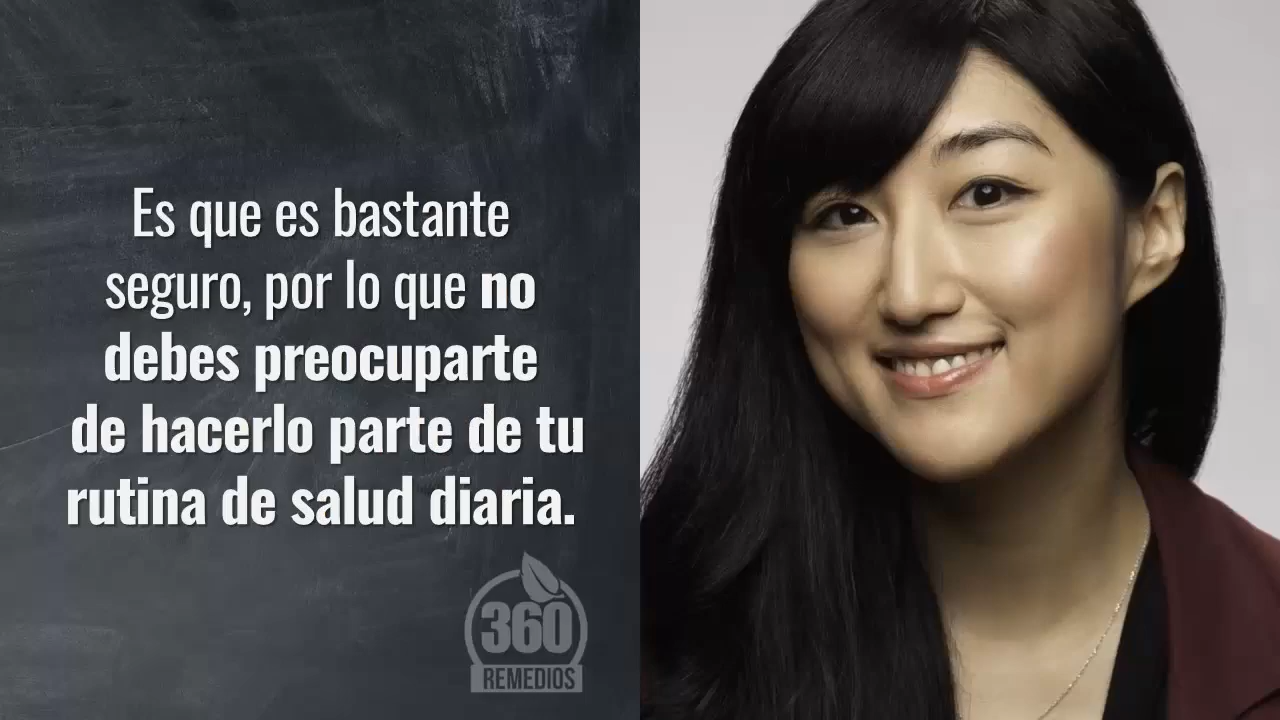 Es que es bastante
seguro, por lo que no
debes preocuparte
de hacerlo parte de tu
rutina de salud diaria.
360
REMEDIOS